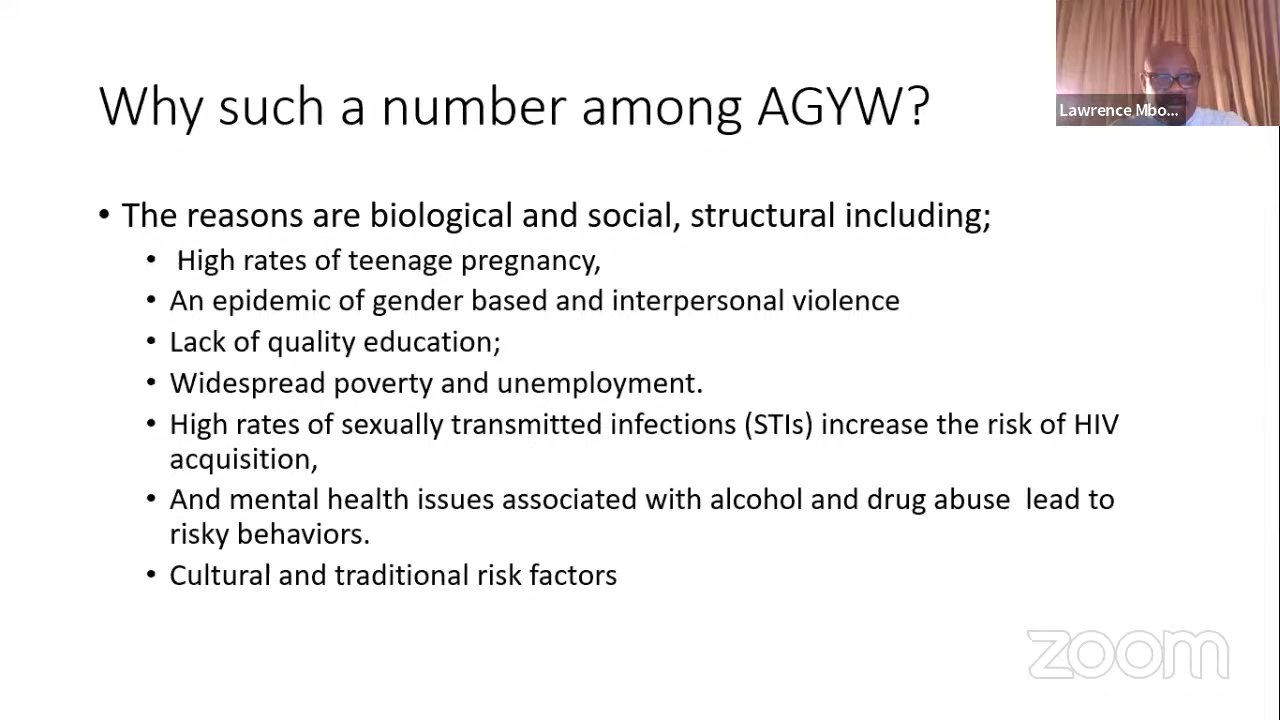 Why such a number among AGYW?
Lawrence Mbo...
• The reasons are biological and social, structural including;
• High rates of teenage pregnancy,
• An epidemic of gender based and interpersonal violence
• Lack of quality education;
• Widespread poverty and unemployment.
• High rates of sexually transmitted infections (STIs) increase the risk of HIV
acquisition,
• And mental health issues associated with alcohol and drug abuse lead to
risky behaviors.
• Cultural and traditional risk factors
zoom